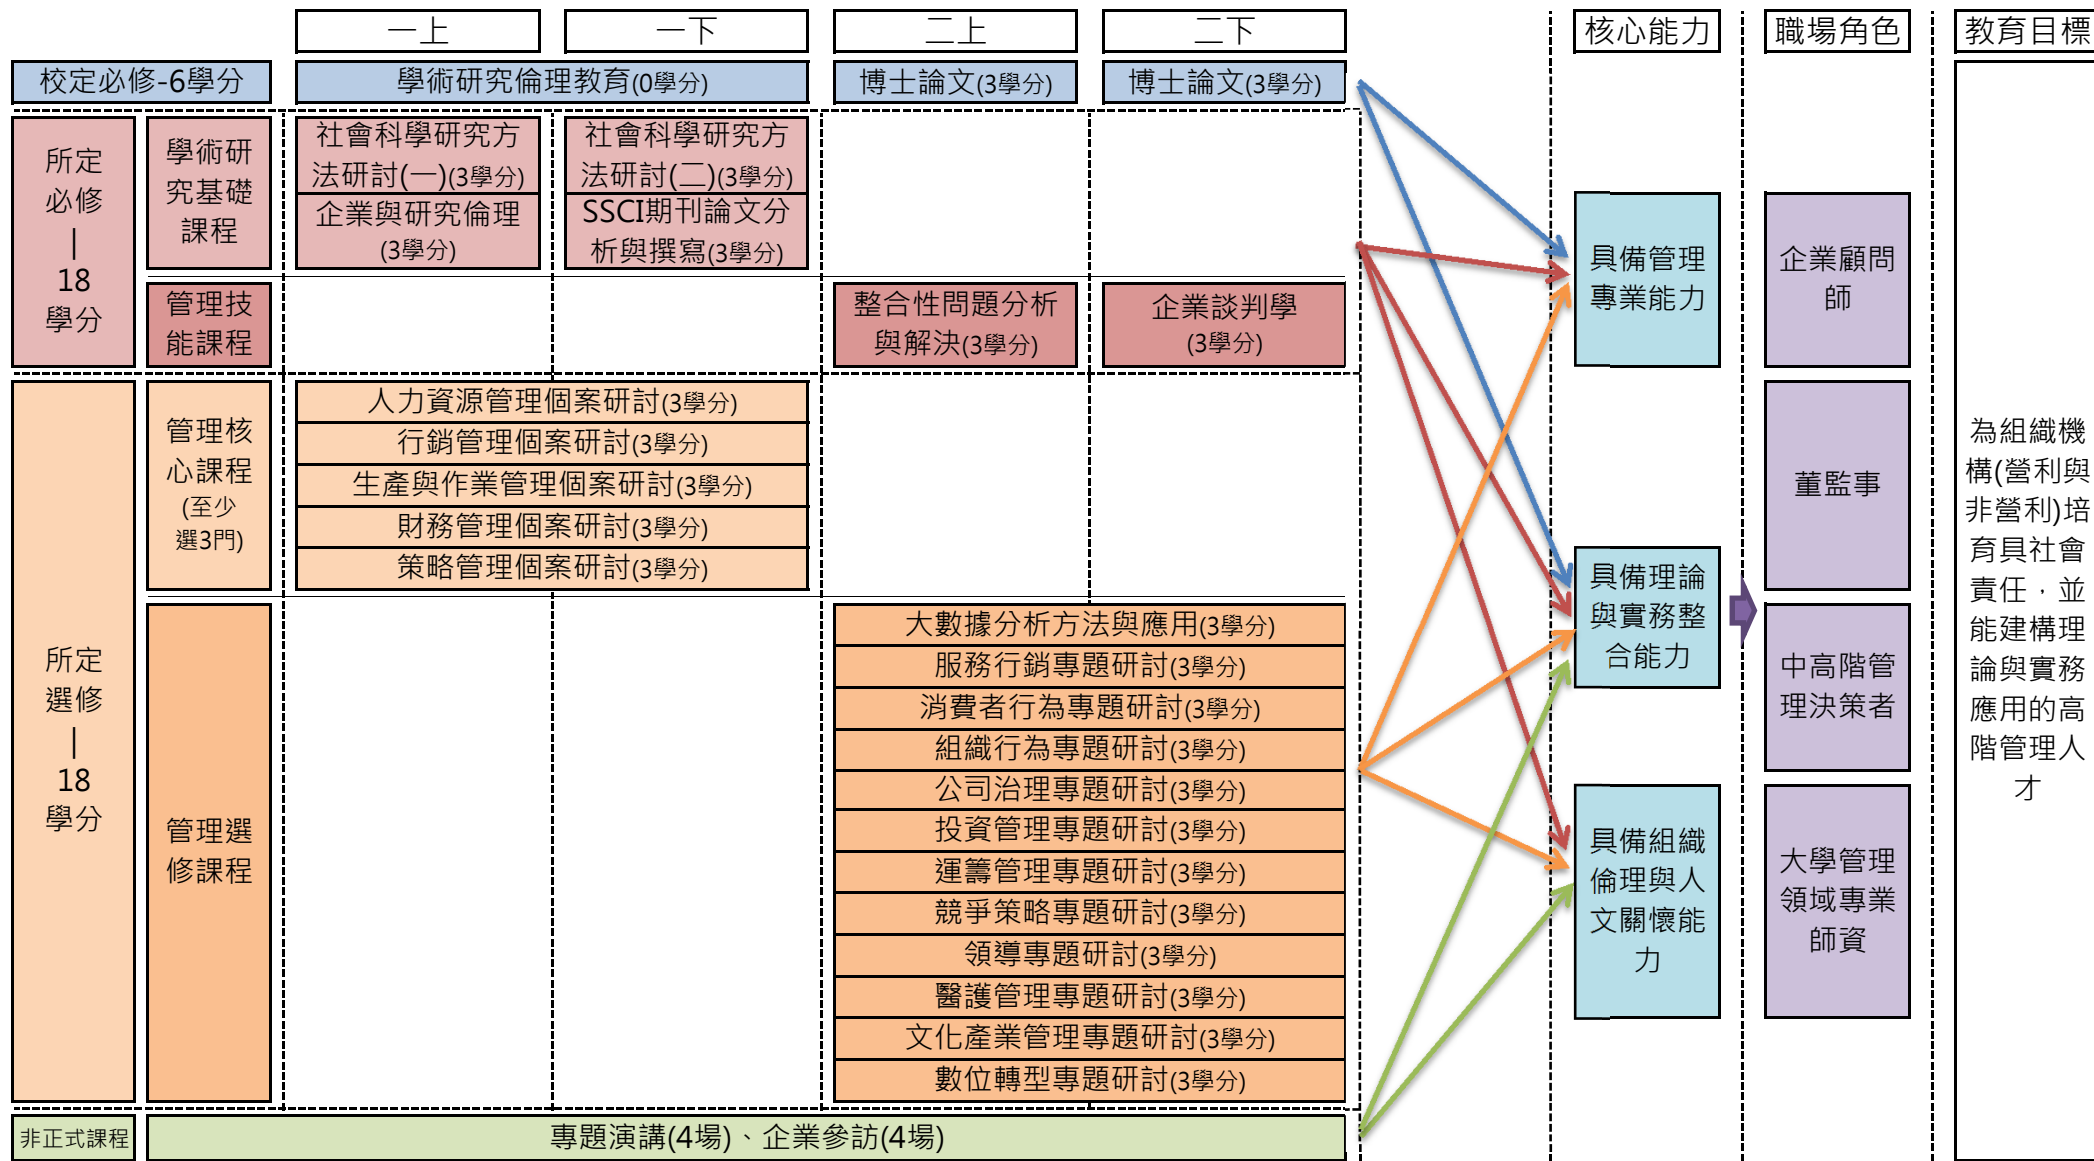 一上
一下
二上
二下
核心能力
職場角色
教育目標
校定必修-6學分
學術研究倫理教育(0學分)
博士論文(3學分)
博士論文(3學分)
所定
必修
|
18
學分
學術研
究基礎
課程
社會科學研究方
法研討(一)(3學分)
社會科學研究方
法研討(二)(3學分)
企業與研究倫理
(3學分)
SSCI期刊論文分
析與撰寫(3學分)
管理技
能課程
整合性問題分析
與解決(3學分)
企業談判學
(3學分)
所定
選修
|
18
學分
管理核
心課程
(至少
選3門)
人力資源管理個案研討(3學分)
行銷管理個案研討(3學分)
生產與作業管理個案研討(3學分)
財務管理個案研討(3學分)
策略管理個案研討(3學分)
管理選
修課程
大數據分析方法與應用(3學分)
服務行銷專題研討(3學分)
消費者行為專題研討(3學分)
組織行為專題研討(3學分)
公司治理專題研討(3學分)
投資管理專題研討(3學分)
運籌管理專題研討(3學分)
競爭策略專題研討(3學分)
領導專題研討(3學分)
醫護管理專題研討(3學分)
文化產業管理專題研討(3學分)
數位轉型專題研討(3學分)
非正式課程
專題演講(4場)、企業參訪(4場)
具備管理
專業能力
具備理論
與實務整
合能力
具備組織
倫理與人
文關懷能
力
企業顧問
師
董監事
中高階管
理決策者
大學管理
領域專業
師資
為組織機
構(營利與
非營利)培
育具社會
責任，並
能建構理
論與實務
應用的高
階管理人
才